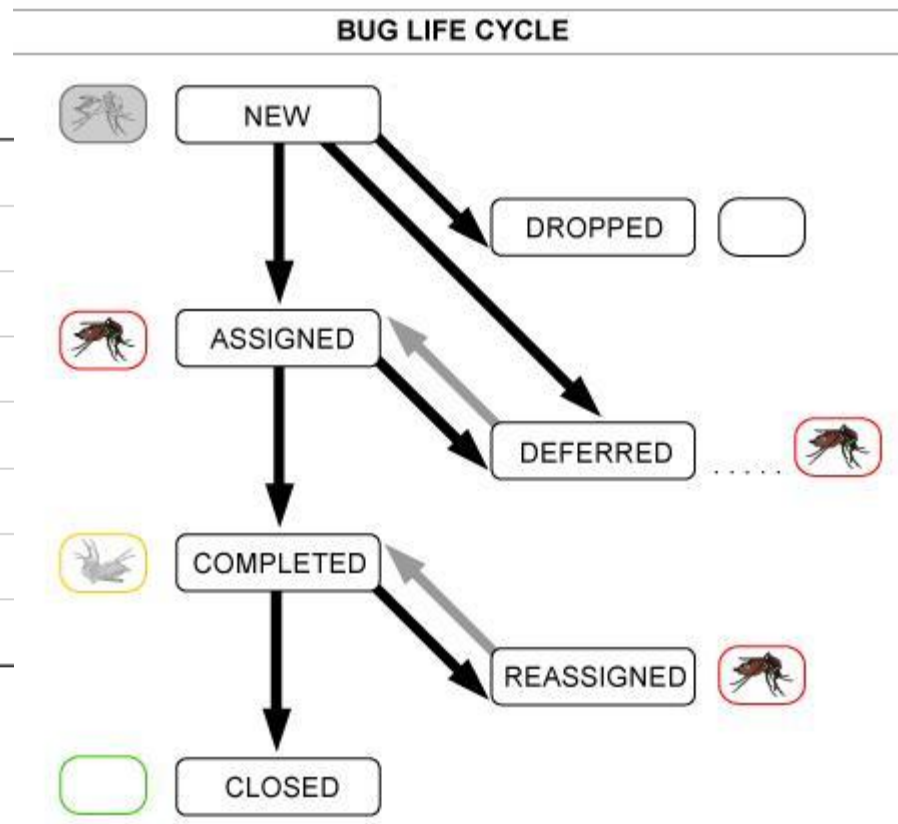 BUG LIFE CYCLE
NEW
DROPPED
ASSIGNED
DEFERRED
COMPLETED
REASSIGNED
CLOSED